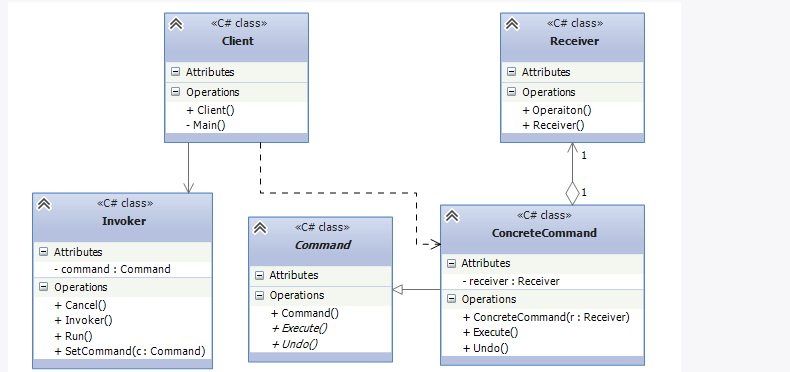 «C# class»
Client
Attributes
Operations
+ Client()
- Main()
«C# class»
Receiver
Attributes
Operations
+ Operaiton()
+ Receiver()
1
1
«C# class»
Invoker
Attributes
- command : Command
Operations
+ Cancel()
+ Invoker()
+ Run()
+ SetCommand(c : Command)
«C# class»
Command
Attributes
Operations
+ Command()
+ Execute()
+ Undo()
«C# class»
ConcreteCommand
Attributes
- receiver : Receiver
Operations
+ ConcreteCommand(r : Receiver)
+ Execute()
+ Undo()